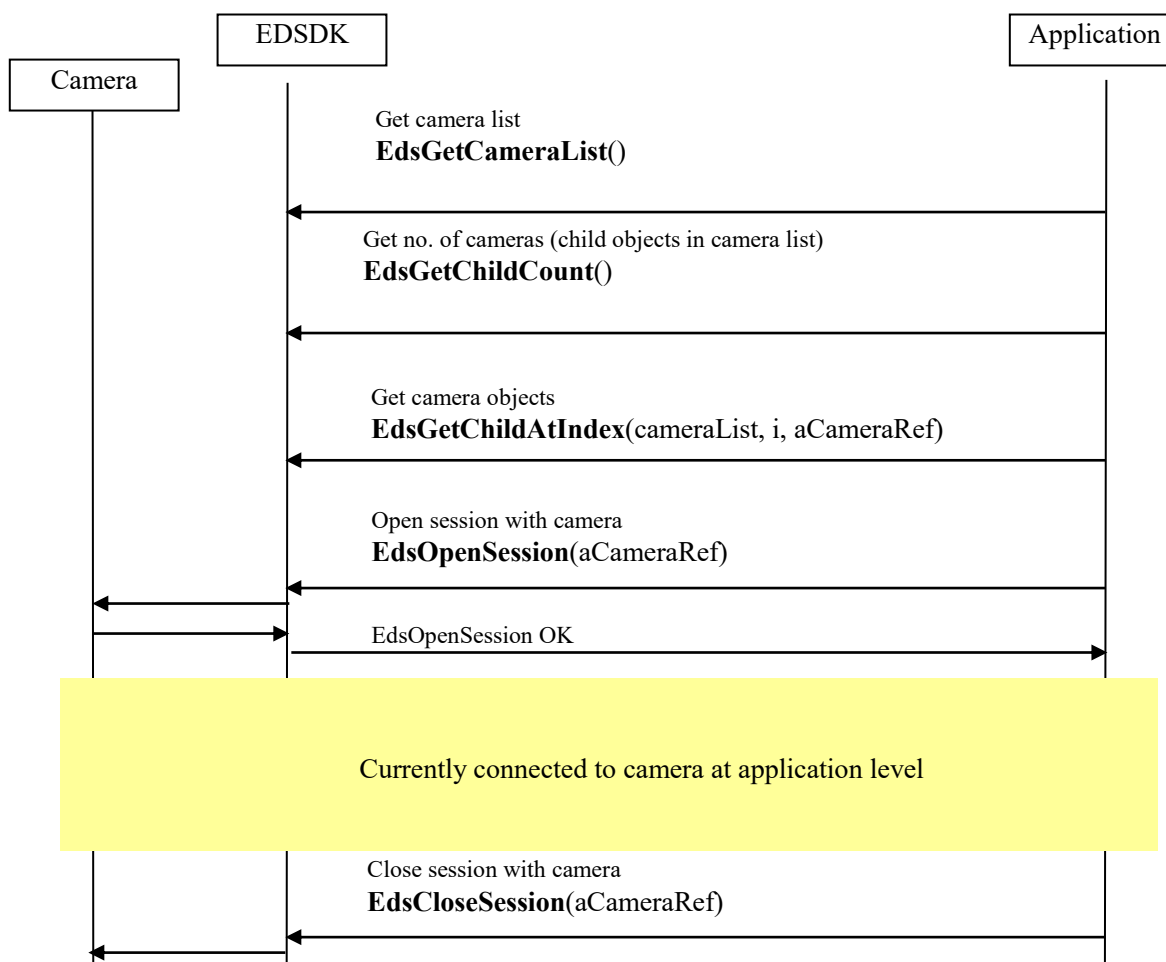 EDSDK
Application
Camera
Get camera list
EdsGetCameraList()
Get no. of cameras (child objects in camera list)
EdsGetChildCount()
Get camera objects
EdsGetChildAtIndex(cameraList, i, aCameraRef)
Open session with camera
EdsOpenSession(aCameraRef)
EdsOpenSession OK
Currently connected to camera at application level
Close session with camera
EdsCloseSession(aCameraRef)